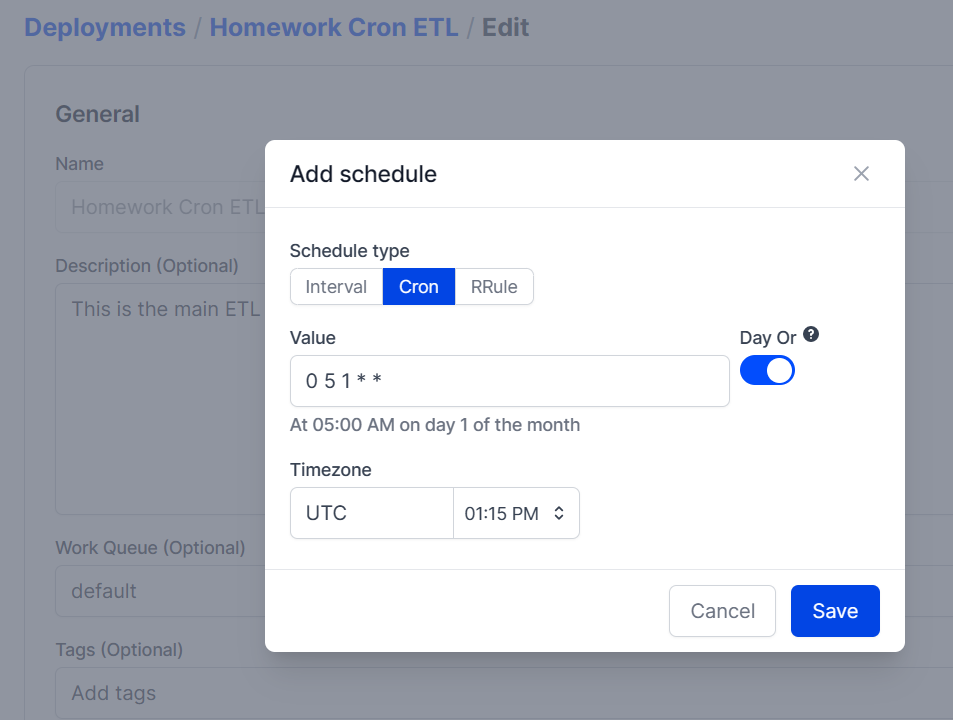 Deployments / Homework Cron ETL / Edit
General
Name
Homework Cron ETL
Description (Optional)
This is the main ETL
Work Queue (Optional)
default
Tags (Optional)
Add tags
Add schedule
Schedule type
Interval Cron RRule
Value Day Or ?
0 5 1 * *
At 05:00 AM on day 1 of the month
Timezone
UTC 01:15 PM
Cancel Save